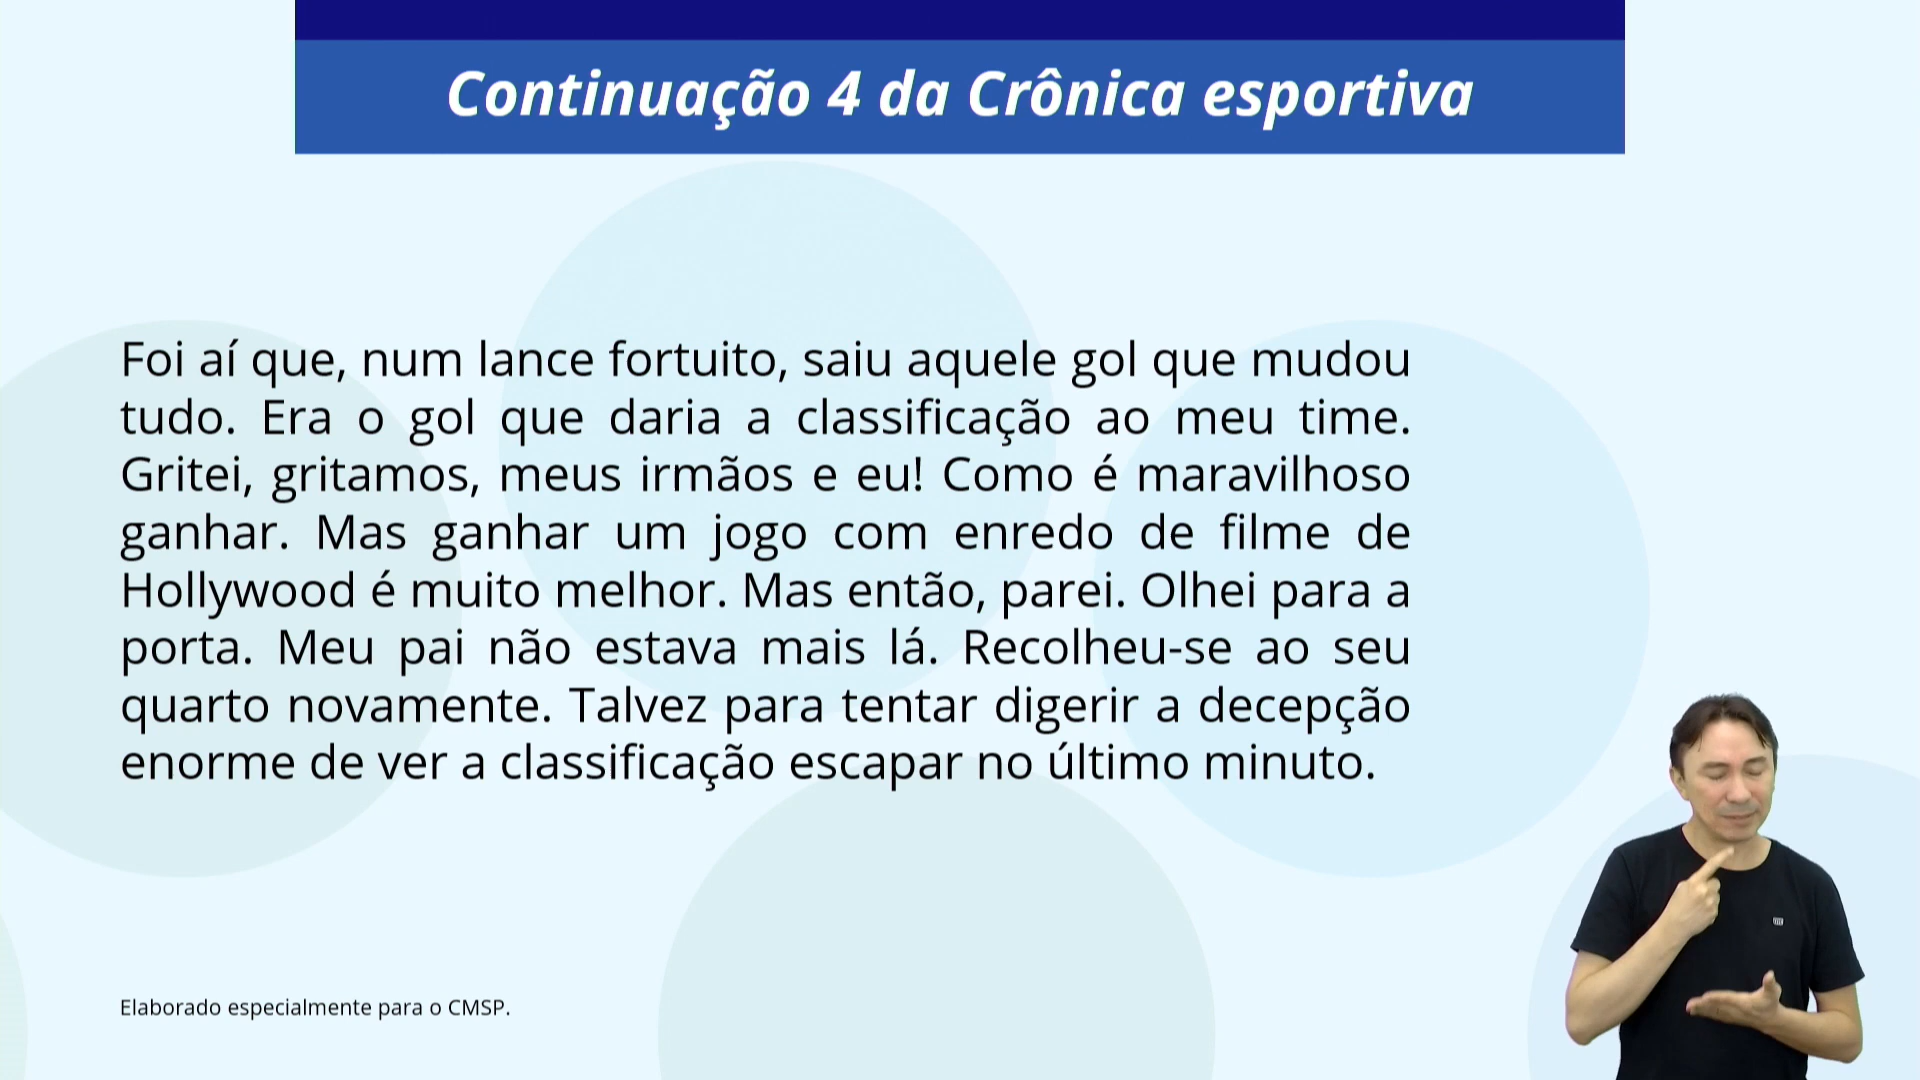 Continuação 4 da Crônica esportiva
Foi aí que, num lance fortuito, saiu aquele gol que mudou
tudo. Era o gol que daria a classificação ao meu time.
Gritei, gritamos, meus irmãos e eu! Como é maravilhoso
ganhar. Mas ganhar um jogo com enredo de filme de
Hollywood é muito melhor. Mas então, parei. Olhei para a
porta. Meu pai não estava mais lá. Recolheu-se ao seu
quarto novamente. Talvez para tentar digerir a decepção
enorme de ver a classificação escapar no último minuto.
Elaborado especialmente para o CMSP.